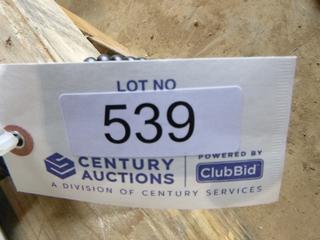 LOT NO
539
CENTURY AUCTIONS
POWERED BY
ClubBid
A DIVISION OF CENTURY SERVICES